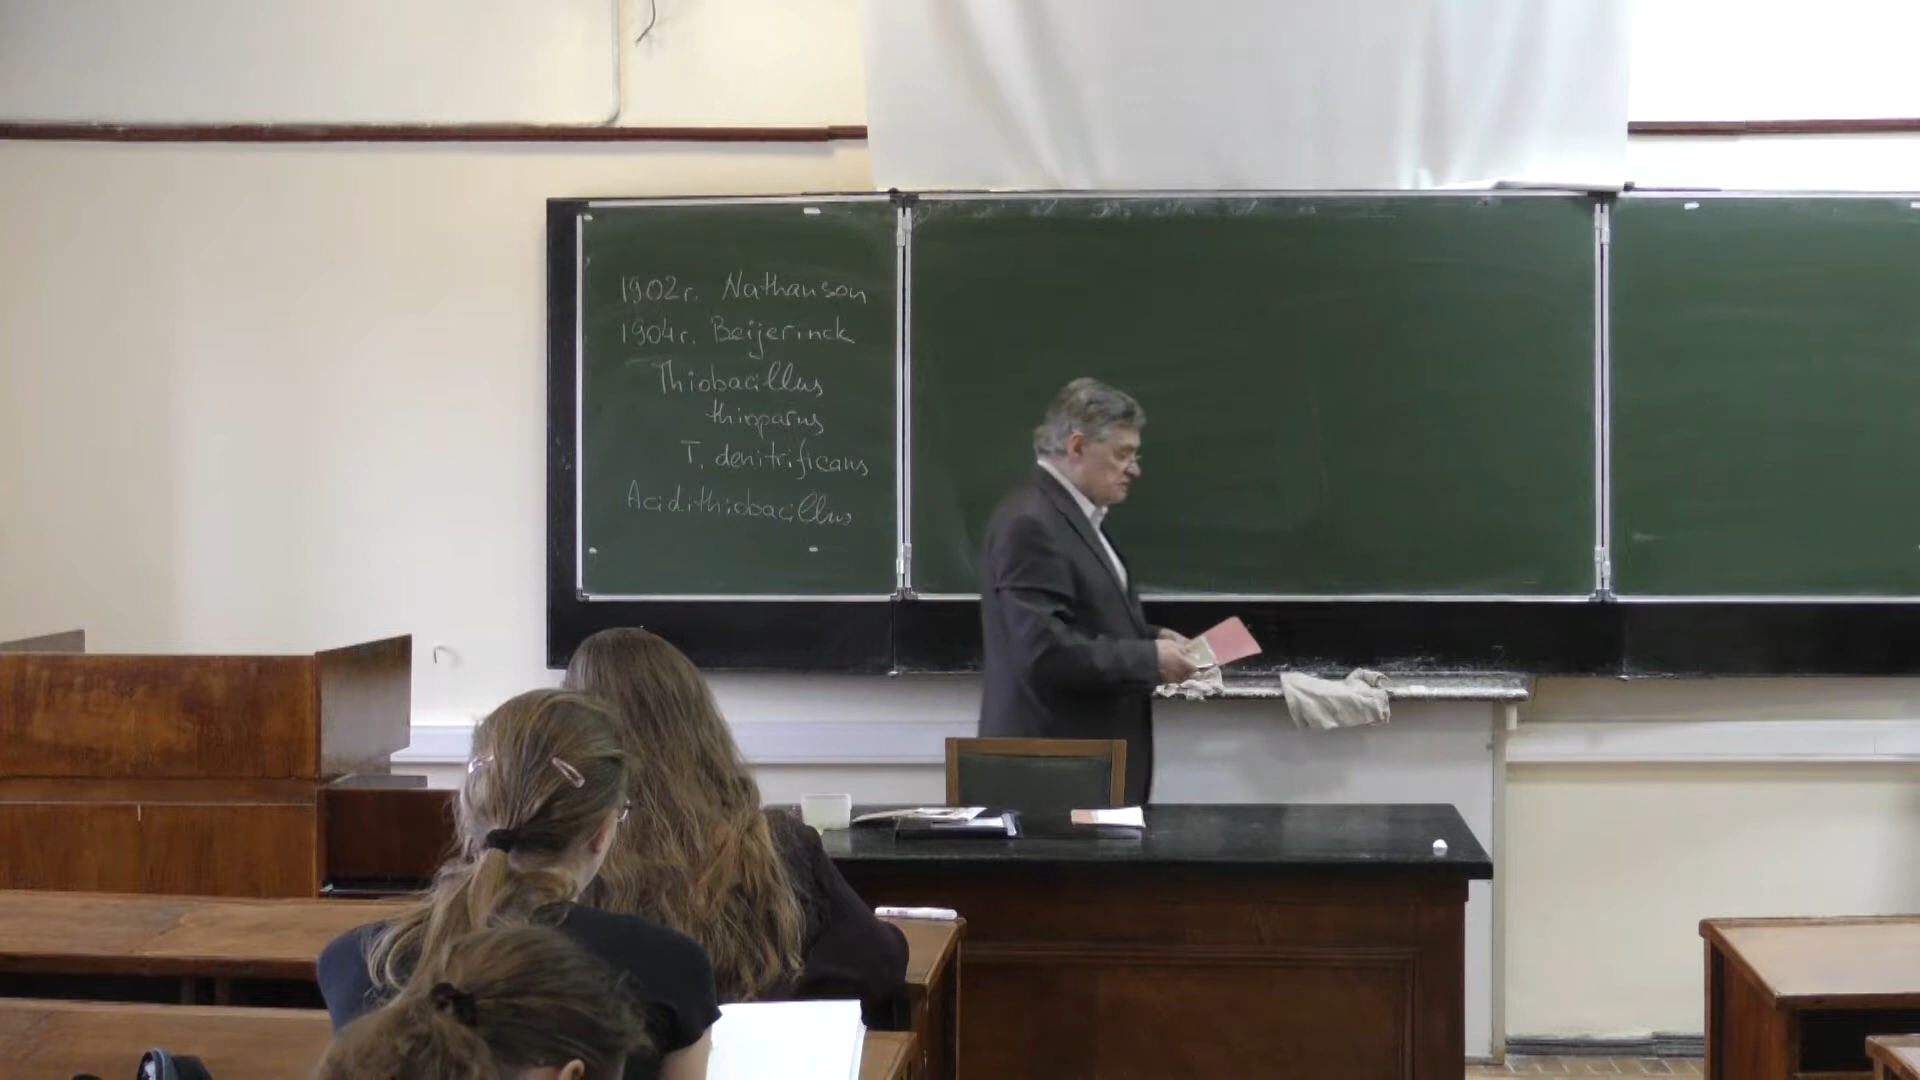 1902г. Nathanson
1904г. Beijerinck
Thiobacillus
thioparus
T. denitrificans
Acidithiobacillus